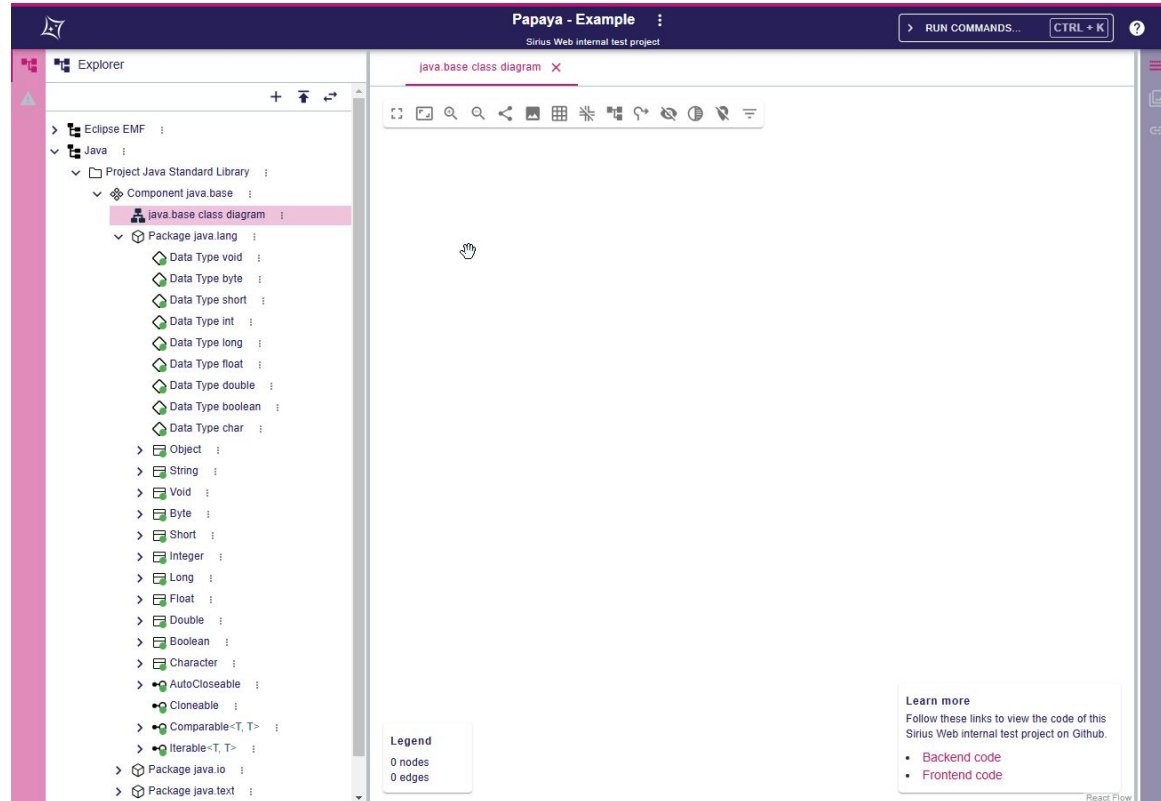 Papaya - Example
Sirius Web internal test project
RUN COMMANDS...
CTRL + K
Explorer
java.base class diagram
Eclipse EMF
Java
Project Java Standard Library
Component java.base
java.base class diagram
Package java.lang
Data Type void
Data Type byte
Data Type short
Data Type int
Data Type long
Data Type float
Data Type double
Data Type boolean
Data Type char
Object
String
Void
Byte
Short
Integer
Long
Float
Double
Boolean
Character
AutoCloseable
Cloneable
Comparable<T, T>
Iterable<T, T>
Package java.io
Package java.text
Legend
0 nodes
0 edges
Learn more
Follow these links to view the code of this
Sirius Web internal test project on Github.
• Backend code
• Frontend code
React Flow